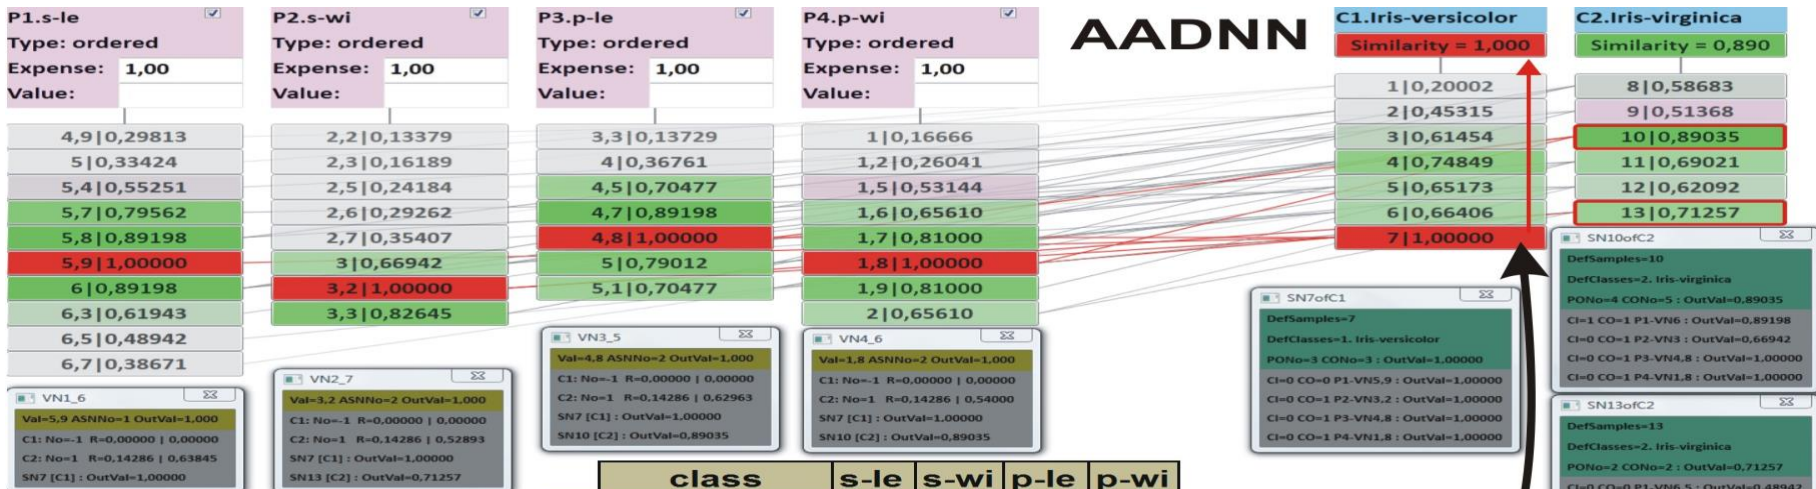 P1.s-le
Type: ordered
Expense: 1,00
Value:
4,9|0,29813
5|0,33424
5,4|0,55251
5,7|0,79562
5,8|0,89198
5,9|1,00000
6|0,89198
6,3|0,61943
6,5|0,48942
6,7|0,38671
P2.s-wi
Type: ordered
Expense: 1,00
Value:
2,2|0,13379
2,3|0,16189
2,5|0,24184
2,6|0,29262
2,7|0,35407
3|0,66942
3,2|1,00000
3,3|0,82645
P3.p-le
Type: ordered
Expense: 1,00
Value:
3,3|0,13729
4|0,36761
4,5|0,70477
4,7|0,89198
4,8|1,00000
5|0,79012
5,1|0,70477
P4.p-wi
Type: ordered
Expense: 1,00
Value:
1|0,16666
1,2|0,26041
1,5|0,53144
1,6|0,65610
1,7|0,81000
1,8|1,00000
1,9|0,81000
2|0,65610
AADNN
C1.Iris-versicolor
Similarity = 1,000
1|0,20002
2|0,45315
3|0,61454
4|0,74849
5|0,65173
6|0,66406
7|1,00000
C2.Iris-virginica
Similarity = 0,890
8|0,58683
9|0,51368
10|0,89035
11|0,69021
12|0,62092
13|0,71257
VN1_6
Val=5,9 ASNNo=1 OutVal=1,000
C1: No=-1 R=0,00000 | 0,00000
C2: No=1 R=0,14286 | 0,63845
SN7 [C1] : OutVal=1,00000
VN2_7
Val=3,2 ASNNo=2 OutVal=1,000
C1: No=-1 R=0,00000 | 0,00000
C2: No=1 R=0,14286 | 0,52893
SN7 [C1] : OutVal=1,00000
SN13 [C2] : OutVal=0,71257
VN3_5
Val=4,8 ASNNo=2 OutVal=1,000
C1: No=-1 R=0,00000 | 0,00000
C2: No=1 R=0,14286 | 0,62963
SN7 [C1] : OutVal=1,00000
SN10 [C2] : OutVal=0,89035
VN4_6
Val=1,8 ASNNo=2 OutVal=1,000
C1: No=-1 R=0,00000 | 0,00000
C2: No=1 R=0,14286 | 0,54000
SN7 [C1] : OutVal=1,00000
SN10 [C2] : OutVal=0,89035
SN7ofC1
DefSamples=7
DefClasses=1. Iris-versicolor
PONo=3 CONo=3 : OutVal=1,00000
CI=0 CO=0 P1-VN5,9 : OutVal=1,00000
CI=0 CO=1 P2-VN3,2 : OutVal=1,00000
CI=0 CO=1 P3-VN4,8 : OutVal=1,00000
CI=0 CO=1 P4-VN1,8 : OutVal=1,00000
SN10ofC2
DefSamples=10
DefClasses=2. Iris-virginica
PONo=4 CONo=5 : OutVal=0,89035
CI=1 CO=1 P1-VN6 : OutVal=0,89198
CI=0 CO=1 P2-VN3 : OutVal=0,66942
CI=0 CO=1 P3-VN4,8 : OutVal=1,00000
CI=0 CO=1 P4-VN1,8 : OutVal=1,00000
SN13ofC2
DefSamples=13
DefClasses=2. Iris-virginica
PONo=2 CONo=2 : OutVal=0,71257
CI=0 CO=0 P1-VN6,5 : OutVal=0,48942
class s-le s-wi p-le p-wi